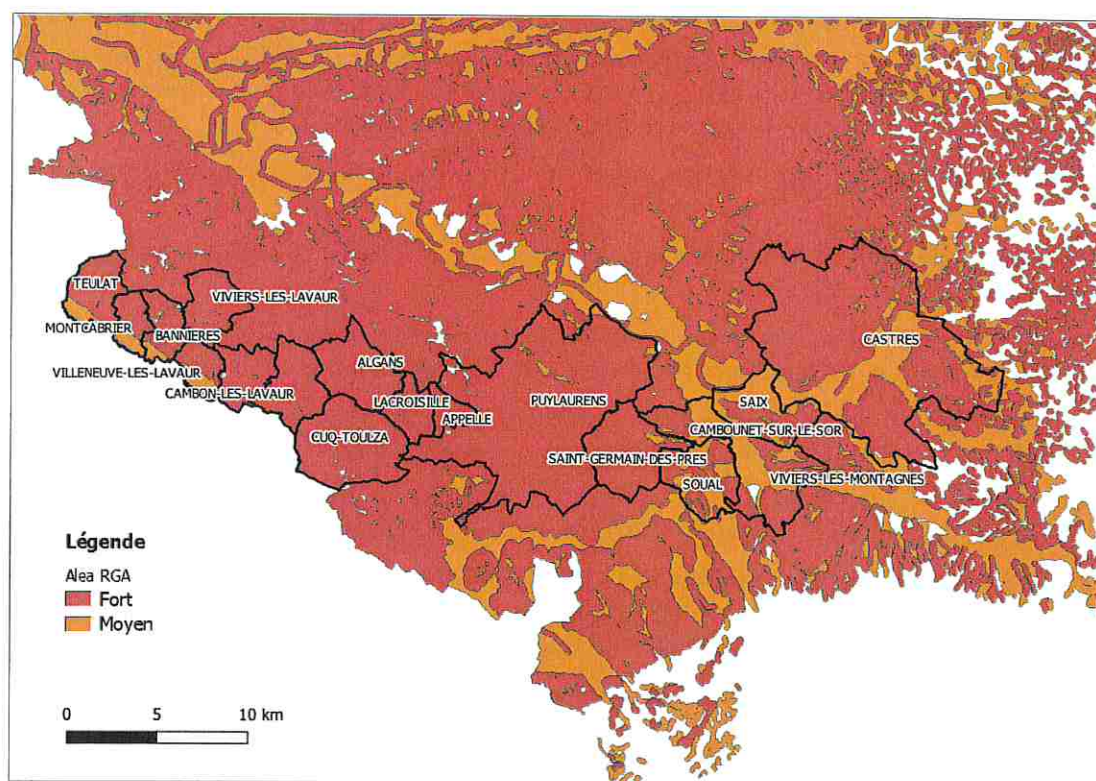 TEULAT
VIVIERS-LES-LAVAUR
MONTCABRIER
BANNIERES
CASTRES
VILLENEUVE-LES-LAVAUR
ALGANS
CAMBON-LES-LAVAUR
LACROISILLE
PUYLAURENS
SAIX
APPELLE
CAMBOUNET-SUR-LE-SOR
CUQ-TOULZA
SAINT-GERMAIN-DES-PRES
VIVIERS-LES-MONTAGNES
SOUAL
Légende
Alea RGA
Fort
Moyen
0 5 10 km